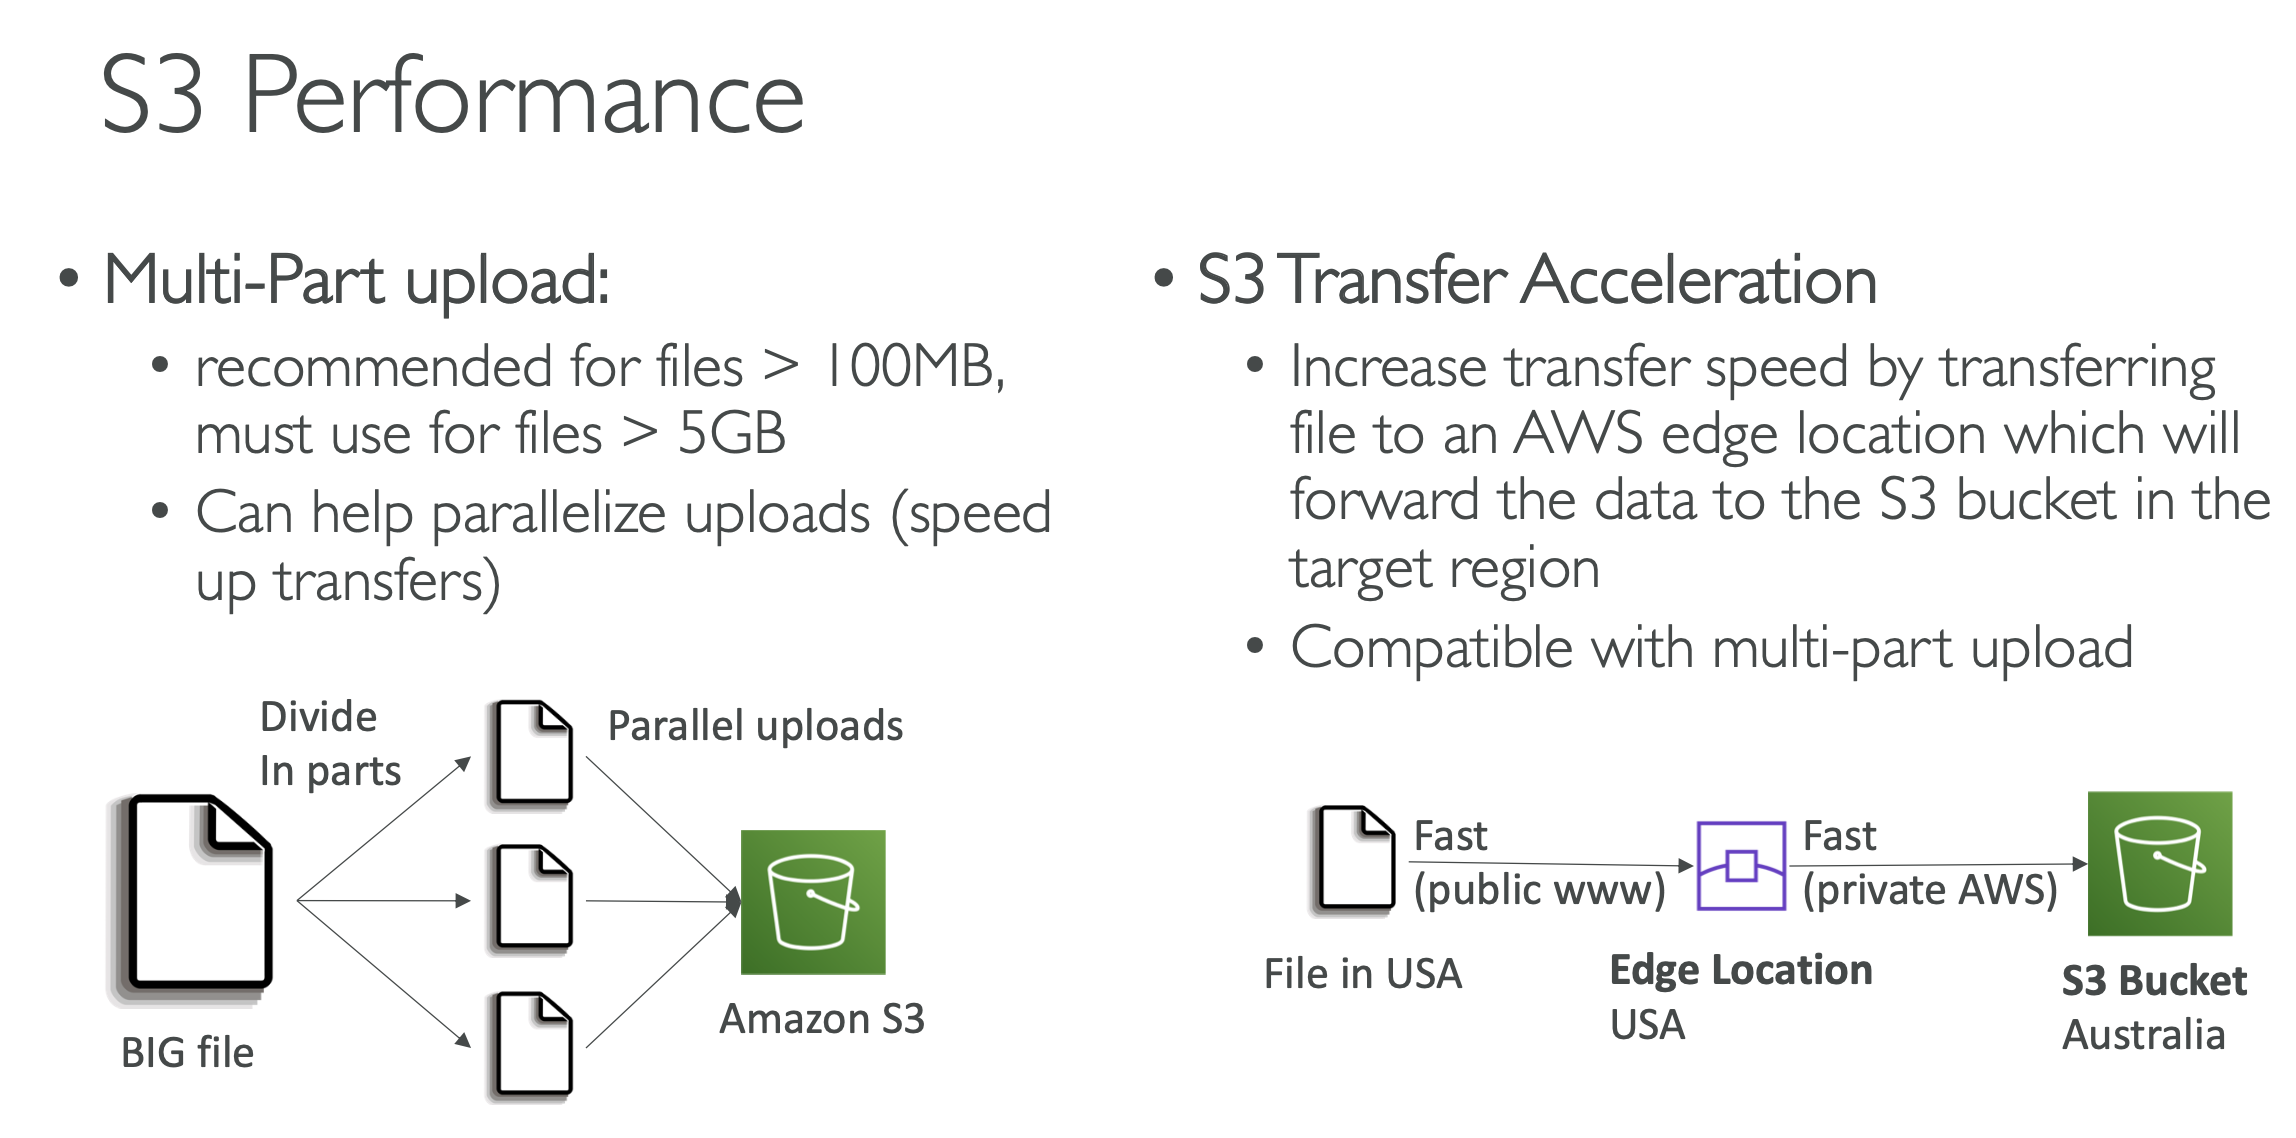 S3 Performance
• Multi-Part upload:
• recommended for files > 100MB,
must use for files > 5GB
• Can help parallelize uploads (speed
up transfers)
Divide
In parts
Parallel uploads
BIG file
Amazon S3
• S3 Transfer Acceleration
• Increase transfer speed by transferring
file to an AWS edge location which will
forward the data to the S3 bucket in the
target region
• Compatible with multi-part upload
Fast
(public www)
Fast
(private AWS)
File in USA
Edge Location
USA
S3 Bucket
Australia